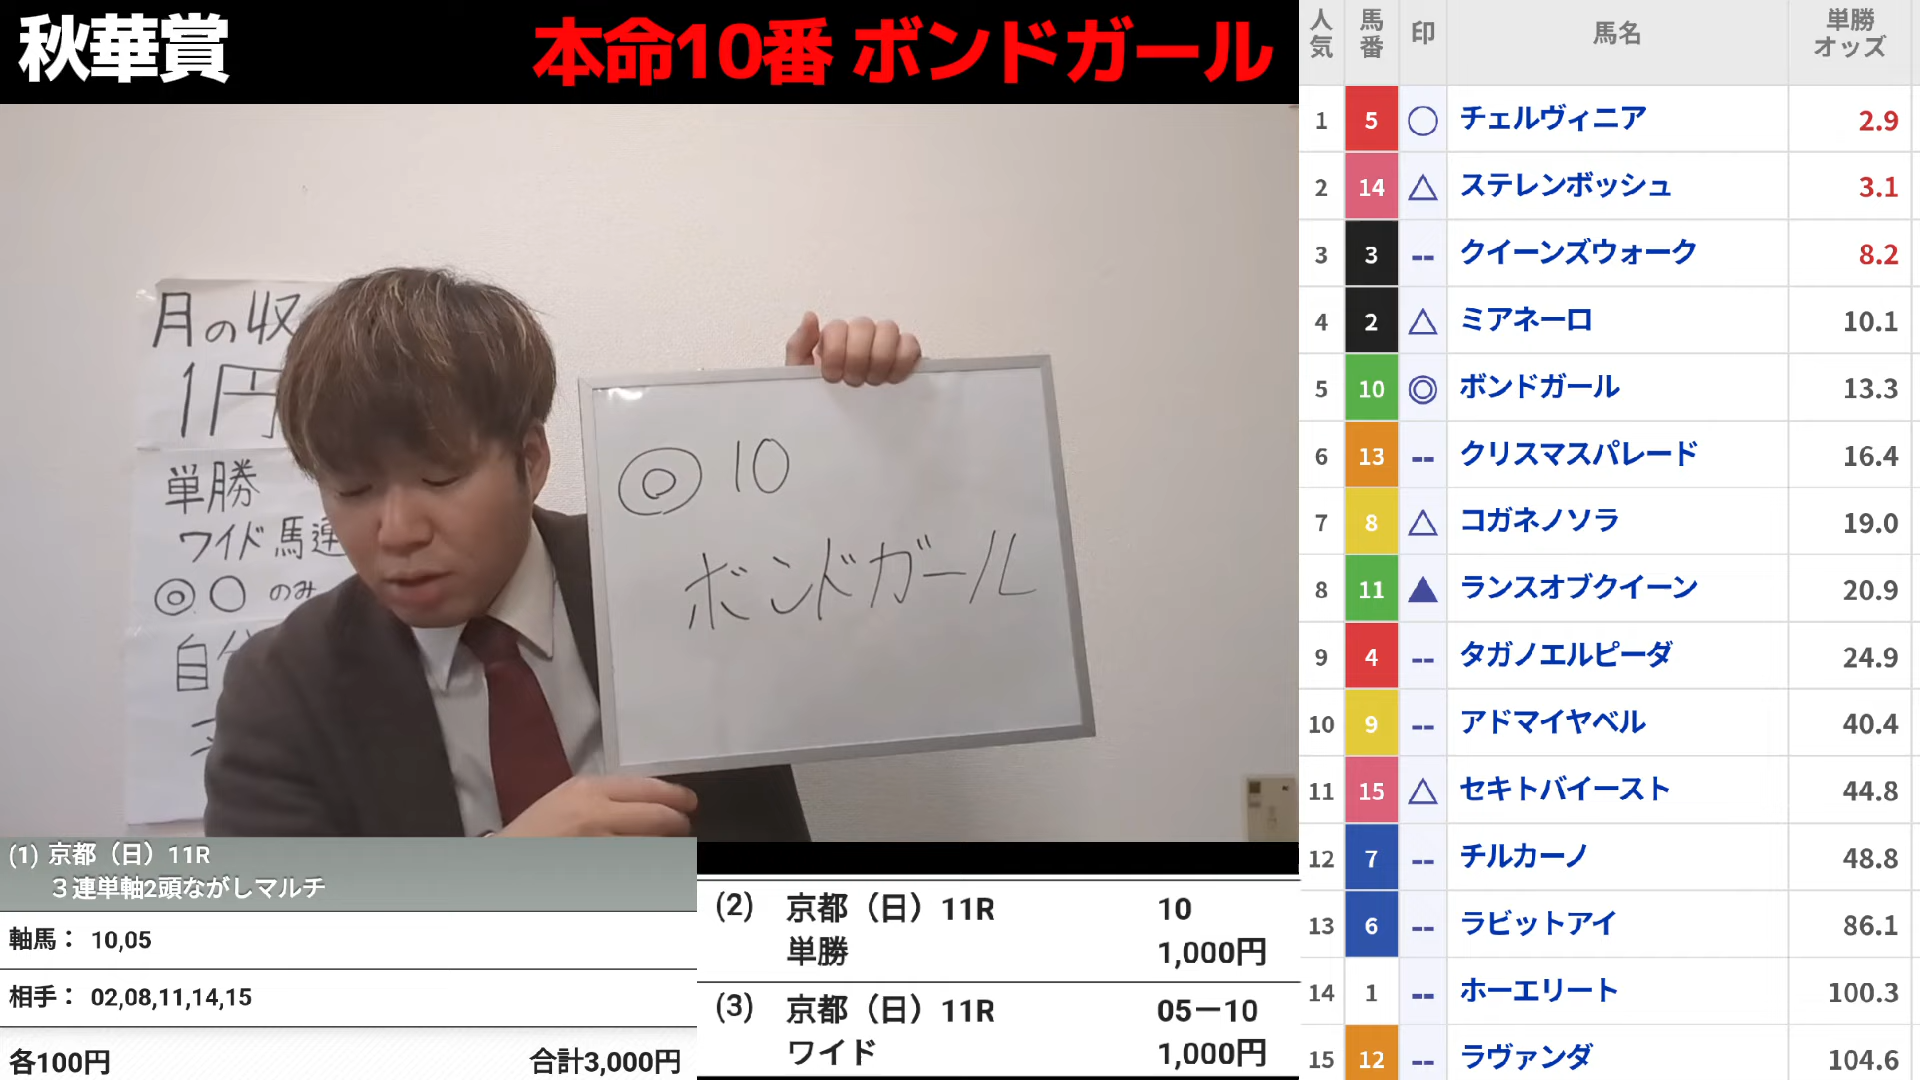 秋華賞
本命10番 ボンドガール
月の収
1円
単勝
ワイド馬連
◎〇のみ
◎ 10
ボンドガール
(1) 京都（日）11R
３連単軸2頭ながしマルチ
軸馬： 10,05
相手： 02,08,11,14,15
各100円 合計3,000円
(2) 京都（日）11R 10
単勝 1,000円
(3) 京都（日）11R 05－10
ワイド 1,000円
人気 馬番 印 馬名 単勝オッズ
1 5 ○ チェルヴィニア 2.9
2 14 △ ステレンボッシュ 3.1
3 3 -- クイーンズウォーク 8.2
4 2 △ ミアネーロ 10.1
5 10 ◎ ボンドガール 13.3
6 13 -- クリスマスパレード 16.4
7 8 △ コガネノソラ 19.0
8 11 ▲ ランスオブクイーン 20.9
9 4 -- タガノエルピーダ 24.9
10 9 -- アドマイヤベル 40.4
11 15 △ セキトバイースト 44.8
12 7 -- チルカーノ 48.8
13 6 -- ラビットアイ 86.1
14 1 -- ホーエリート 100.3
15 12 -- ラヴァンダ 104.6